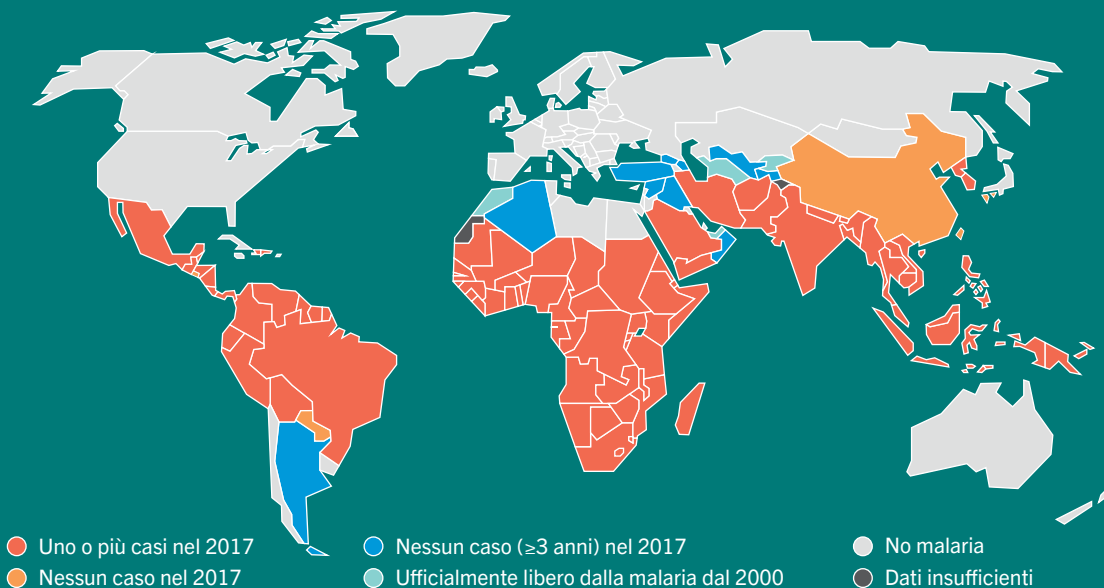 Uno o più casi nel 2017
Nessun caso nel 2017
Nessun caso (≥3 anni) nel 2017
Ufficialmente libero dalla malaria dal 2000
No malaria
Dati insufficienti